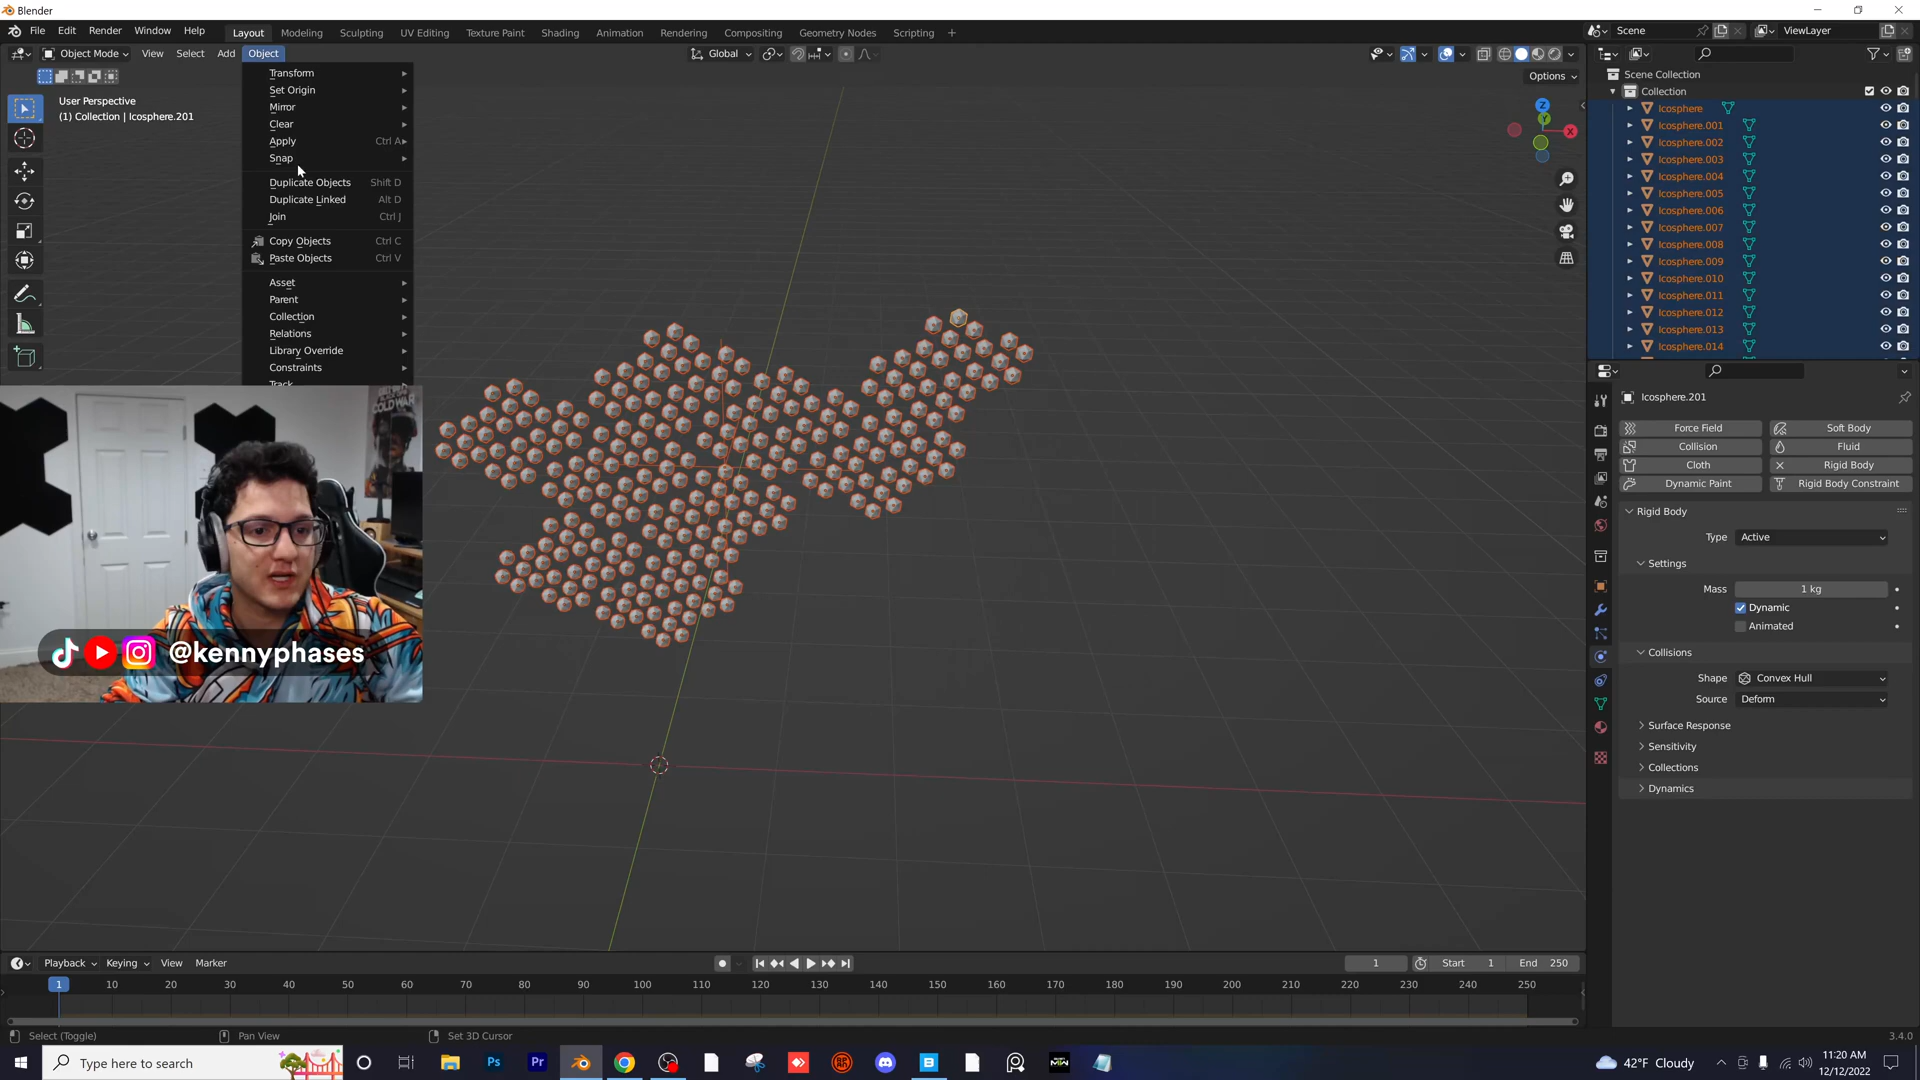 Blender
File Edit Render Window Help Layout Modeling Sculpting UV Editing Texture Paint Shading Animation Rendering Compositing Geometry Nodes Scripting + Scene ViewLayer
Object Mode View Select Add Object Global
Options
User Perspective
(1) Collection | Icosphere.201
Transform
Set Origin
Mirror
Clear
Apply Ctrl A
Snap
Duplicate Objects Shift D
Duplicate Linked Alt D
Join Ctrl J
Copy Objects Ctrl C
Paste Objects Ctrl V
Asset
Parent
Collection
Relations
Library Override
Constraints
Track
Z
Y
X
@kennyphases
Scene Collection
Collection
Icosphere
Icosphere.001
Icosphere.002
Icosphere.003
Icosphere.004
Icosphere.005
Icosphere.006
Icosphere.007
Icosphere.008
Icosphere.009
Icosphere.010
Icosphere.011
Icosphere.012
Icosphere.013
Icosphere.014
Icosphere.201
Force Field Soft Body
Collision Fluid
Cloth Rigid Body
Dynamic Paint Rigid Body Constraint
Rigid Body
Type Active
Settings
Mass 1 kg
Dynamic
Animated
Collisions
Shape Convex Hull
Source Deform
Surface Response
Sensitivity
Collections
Dynamics
Playback Keying View Marker 1 Start 1 End 250
1 10 20 30 40 50 60 70 80 90 100 110 120 130 140 150 160 170 180 190 200 210 220 230 240 250
Select (Toggle) Pan View Set 3D Cursor 3.4.0
Type here to search Ps Pr 42°F Cloudy
11:20 AM
12/12/2022